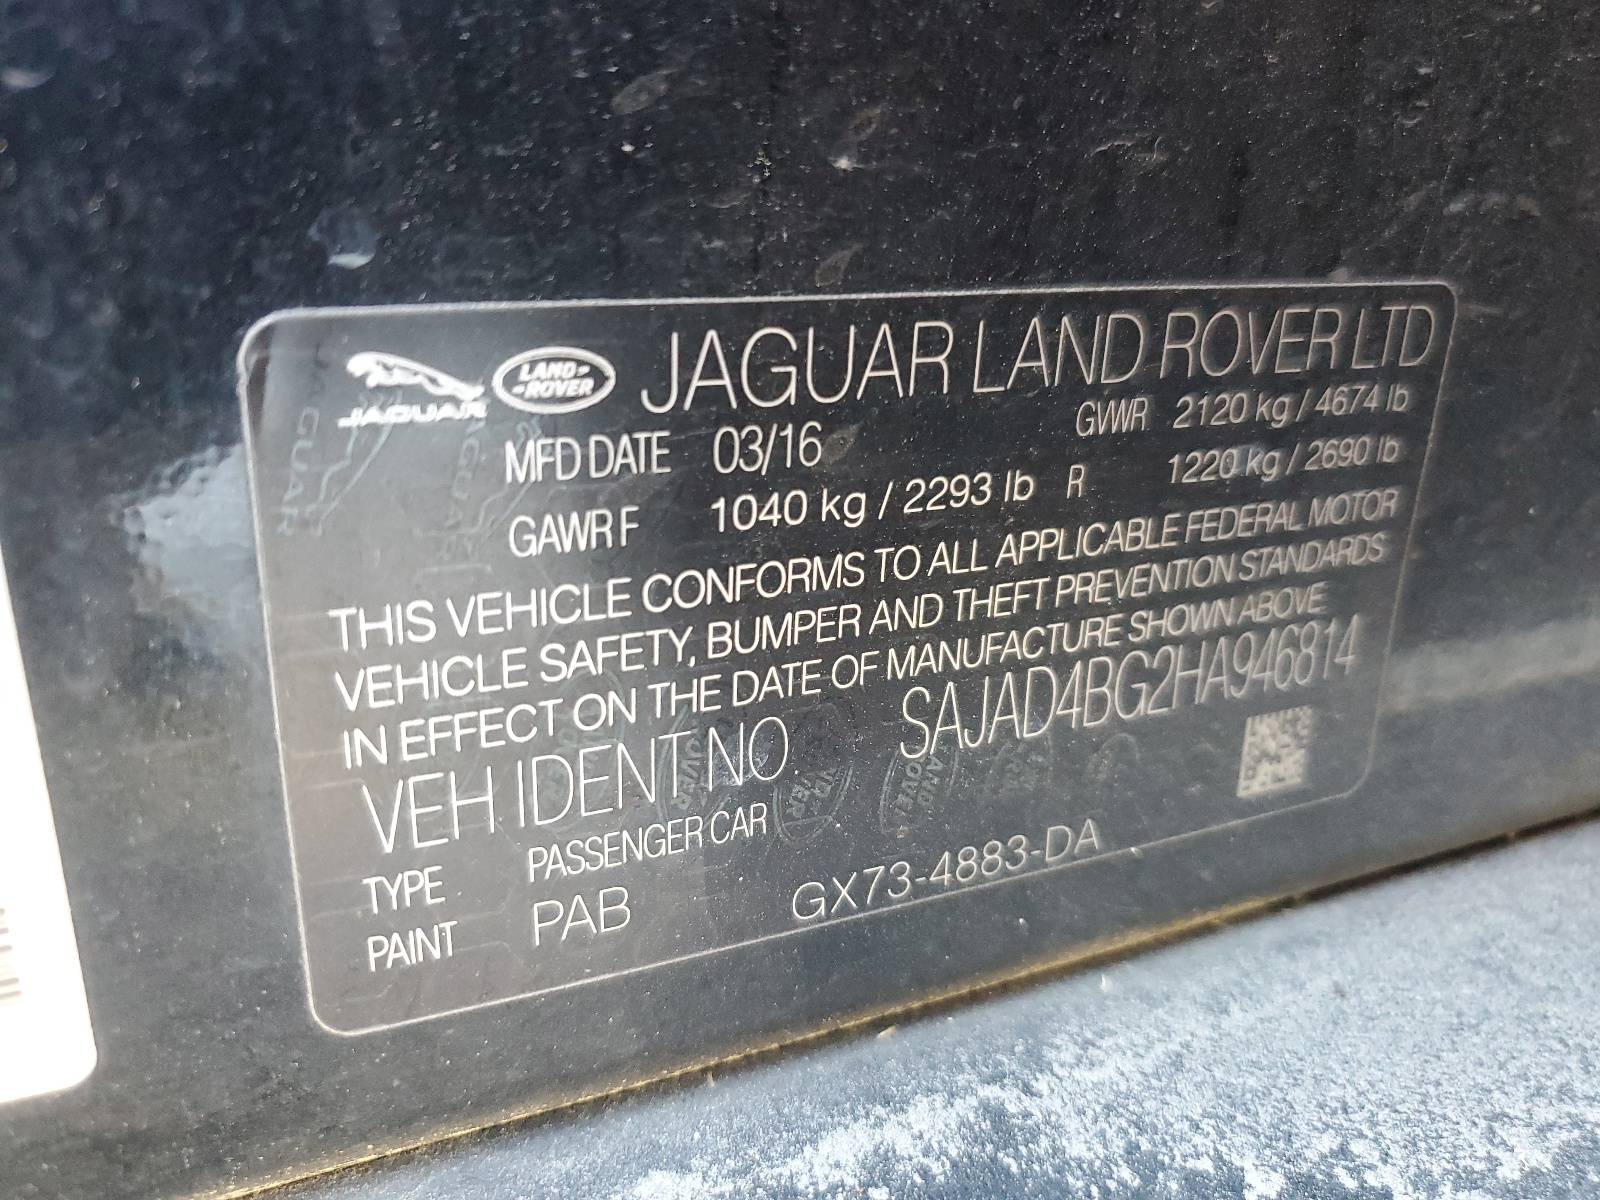 JAGUAR LAND ROVER JAGUAR LAND ROVER LTD
MFD DATE 03/16 GVWR 2120 kg / 4674 lb
GAWR F 1040 kg / 2293 lb R 1220 kg / 2690 lb
THIS VEHICLE CONFORMS TO ALL APPLICABLE FEDERAL MOTOR
VEHICLE SAFETY, BUMPER AND THEFT PREVENTION STANDARDS
IN EFFECT ON THE DATE OF MANUFACTURE SHOWN ABOVE
VEH IDENT NO SAJAD4BG2HA946814
TYPE PASSENGER CAR
PAINT PAB GX73-4883-DA